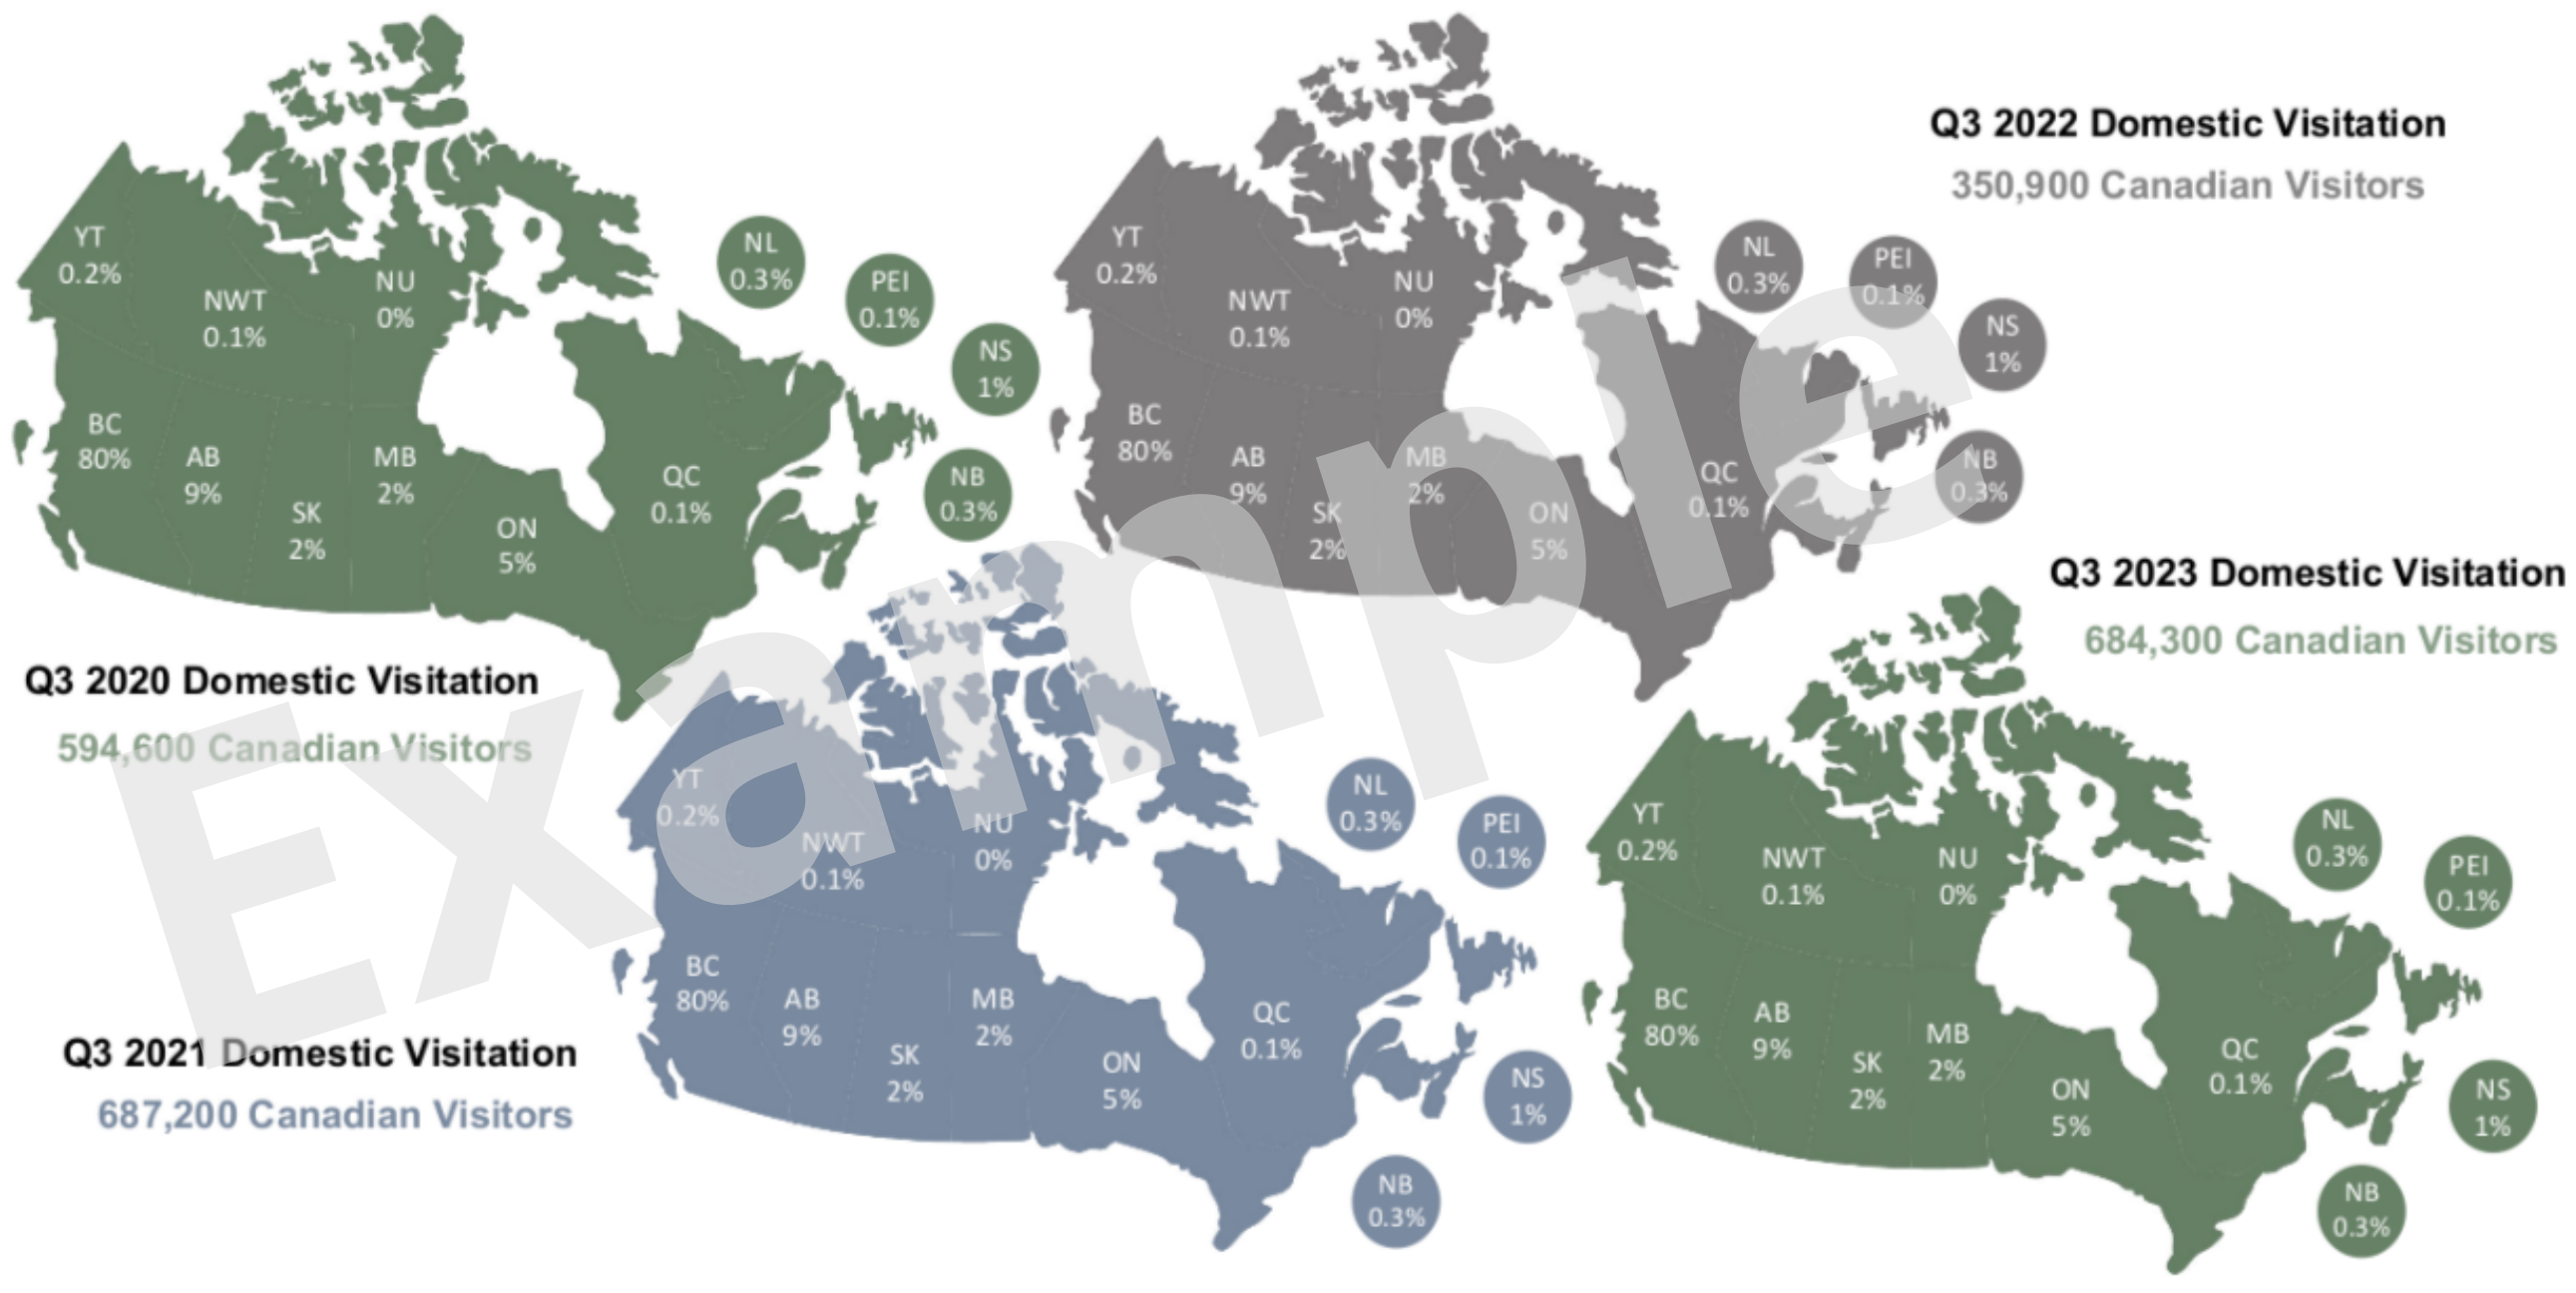 YT
0.2%
NWT
0.1%
NU
0%
BC
80%
AB
9%
SK
2%
MB
2%
ON
5%
QC
0.1%
NL
0.3%
PEI
0.1%
NS
1%
NB
0.3%
Q3 2020 Domestic Visitation
594,600 Canadian Visitors
Q3 2022 Domestic Visitation
350,900 Canadian Visitors
YT
0.2%
NWT
0.1%
NU
0%
BC
80%
AB
9%
SK
2%
MB
2%
ON
5%
QC
0.1%
NL
0.3%
PEI
0.1%
NS
1%
NB
0.3%
Q3 2021 Domestic Visitation
687,200 Canadian Visitors
YT
0.2%
NWT
0.1%
NU
0%
BC
80%
AB
9%
SK
2%
MB
2%
ON
5%
QC
0.1%
NL
0.3%
PEI
0.1%
NS
1%
NB
0.3%
Q3 2023 Domestic Visitation
684,300 Canadian Visitors
YT
0.2%
NWT
0.1%
NU
0%
BC
80%
AB
9%
SK
2%
MB
2%
ON
5%
QC
0.1%
NL
0.3%
PEI
0.1%
NS
1%
NB
0.3%
Example